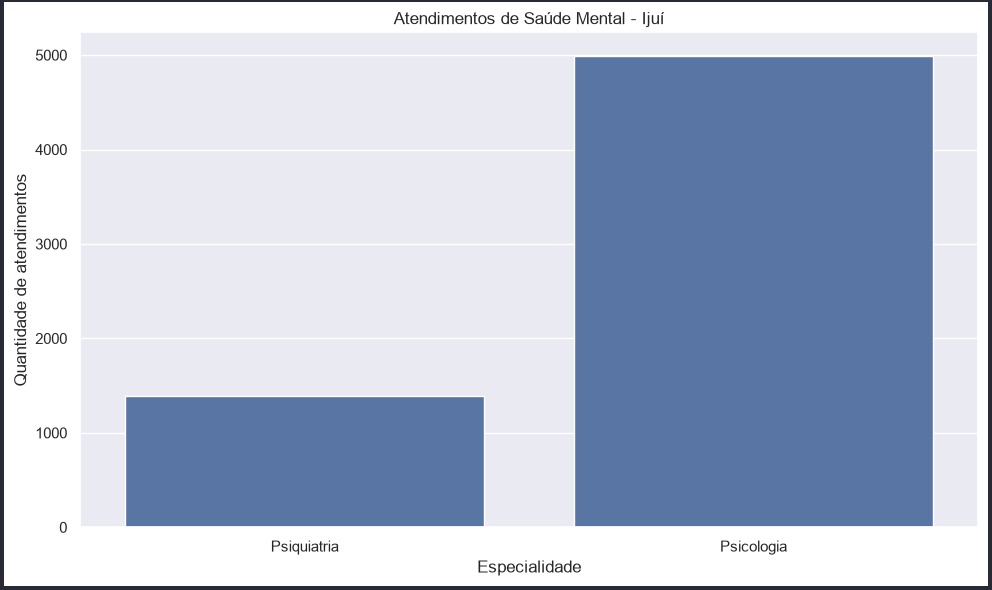 Atendimentos de Saúde Mental - Ijuí
Quantidade de atendimentos
5000
4000
3000
2000
1000
0
Psiquiatria Psicologia
Especialidade